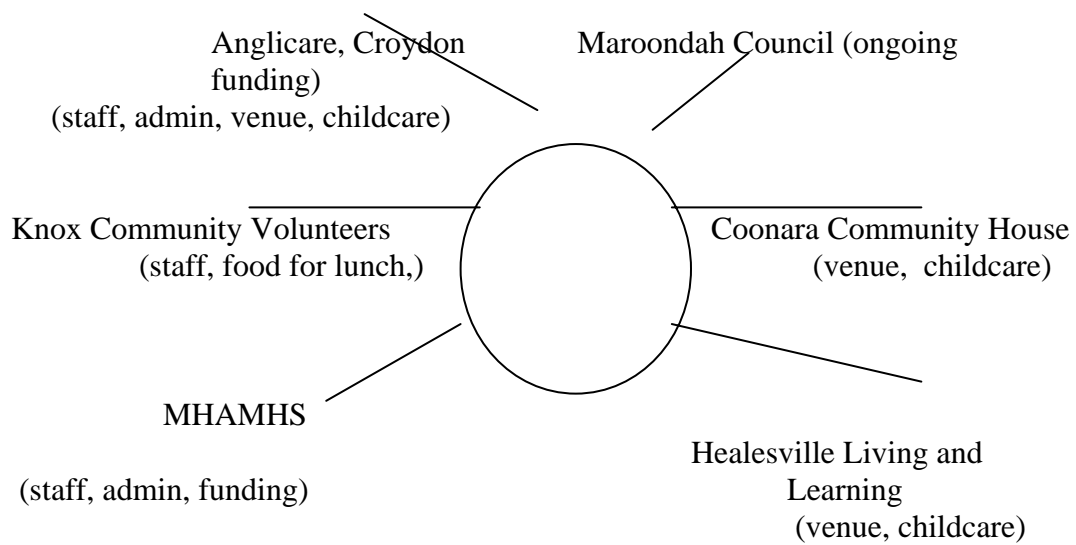 Anglicare, Croydon Maroondah Council (ongoing
funding)
(staff, admin, venue, childcare)
Knox Community Volunteers Coonara Community House
(staff, food for lunch,) (venue, childcare)
MHAMHS
Healesville Living and
(staff, admin, funding) Learning
(venue, childcare)